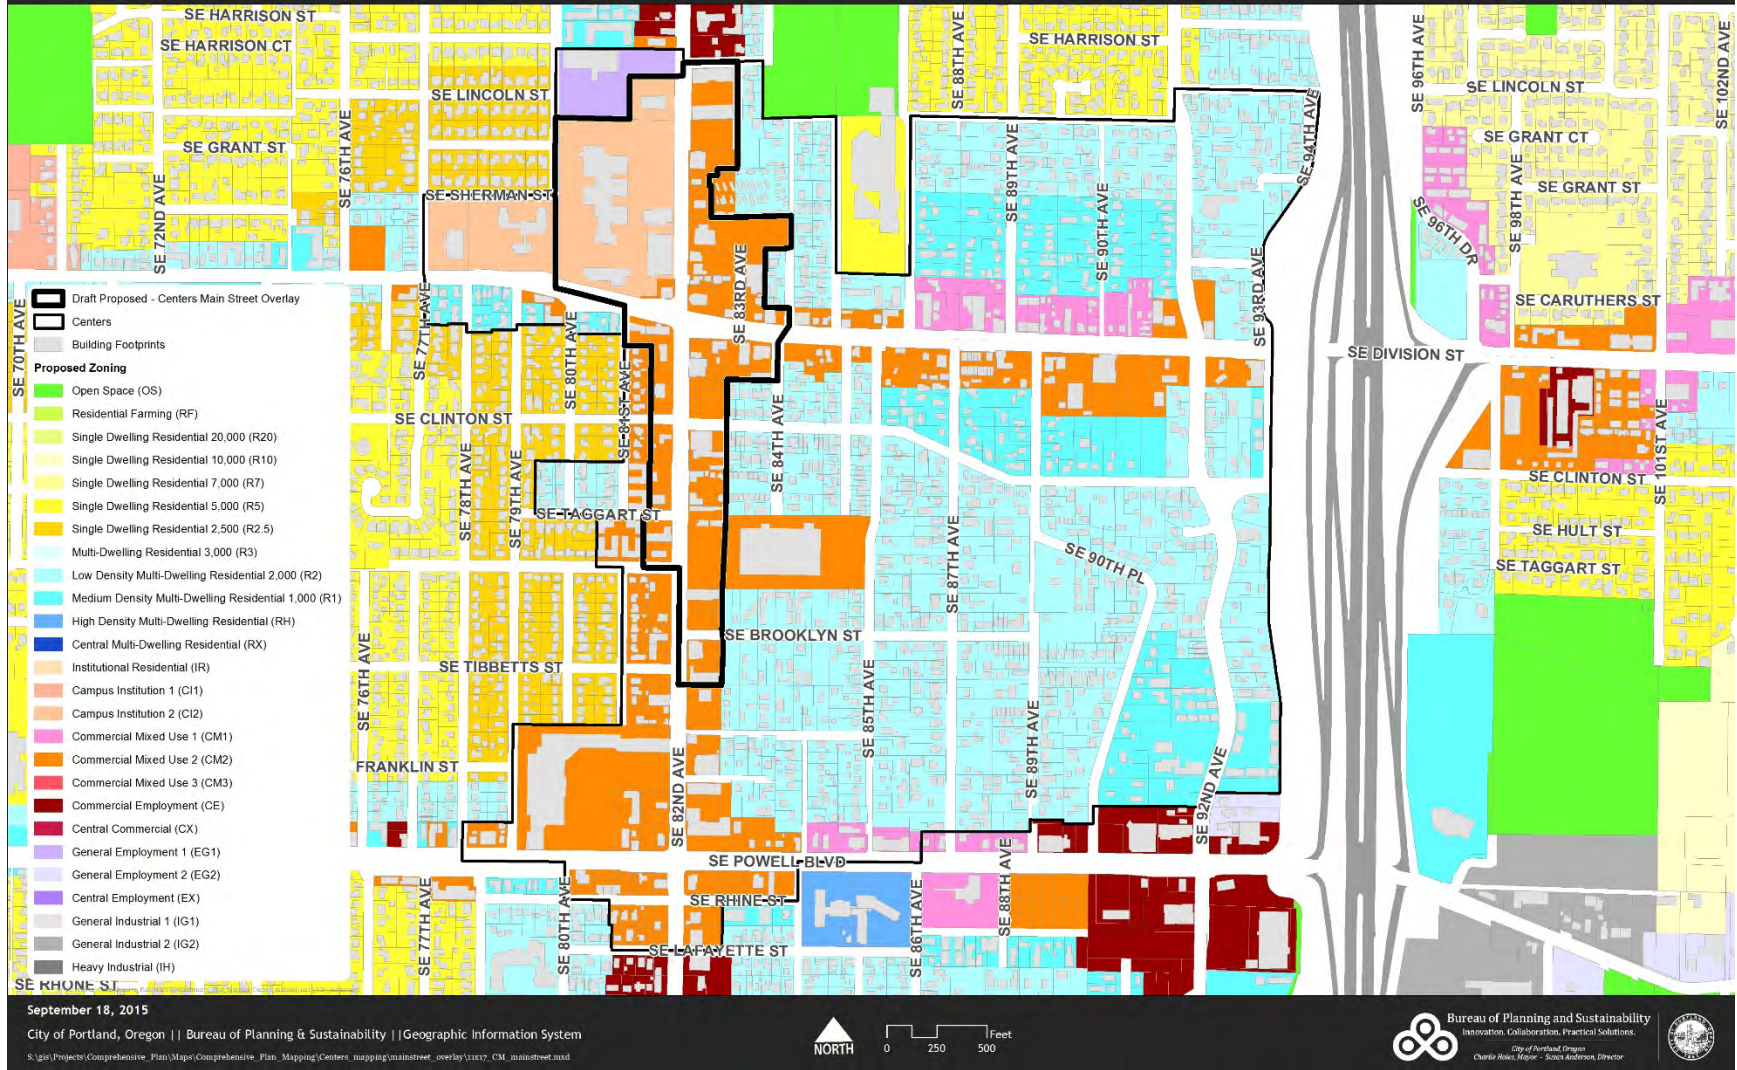 SE HARRISON ST
SE HARRISON CT
SE LINCOLN ST
SE GRANT ST
SE SHERMAN ST
SE 72ND AVE
SE 76TH AVE
SE 88TH AVE
SE HARRISON ST
SE 89TH AVE
SE 90TH AVE
SE 94TH AVE
SE 93RD AVE
SE 83RD AVE
SE 96TH AVE
SE 102ND AVE
SE LINCOLN ST
SE GRANT CT
SE GRANT ST
SE 98TH AVE
SE 96TH DR
SE CARUTHERS ST
SE DIVISION ST
SE 70TH AVE
SE 77TH AVE
SE 80TH AVE
SE 81ST AVE
SE CLINTON ST
SE 78TH AVE
SE 79TH AVE
SE TAGGART ST
SE 84TH AVE
SE 87TH AVE
SE 90TH PL
SE 101ST AVE
SE CLINTON ST
SE HULT ST
SE TAGGART ST
SE BROOKLYN ST
SE TIBBETTS ST
SE 76TH AVE
SE 85TH AVE
SE 89TH AVE
SE 92ND AVE
SE 82ND AVE
FRANKLIN ST
SE POWELL BLVD
SE RHINE ST
SE LAFAYETTE ST
SE 77TH AVE
SE 80TH AVE
SE 86TH AVE
SE 88TH AVE
SE RHONE ST
Draft Proposed - Centers Main Street Overlay
Centers
Building Footprints
Proposed Zoning
Open Space (OS)
Residential Farming (RF)
Single Dwelling Residential 20,000 (R20)
Single Dwelling Residential 10,000 (R10)
Single Dwelling Residential 7,000 (R7)
Single Dwelling Residential 5,000 (R5)
Single Dwelling Residential 2,500 (R2.5)
Multi-Dwelling Residential 3,000 (R3)
Low Density Multi-Dwelling Residential 2,000 (R2)
Medium Density Multi-Dwelling Residential 1,000 (R1)
High Density Multi-Dwelling Residential (RH)
Central Multi-Dwelling Residential (RX)
Institutional Residential (IR)
Campus Institution 1 (CI1)
Campus Institution 2 (CI2)
Commercial Mixed Use 1 (CM1)
Commercial Mixed Use 2 (CM2)
Commercial Mixed Use 3 (CM3)
Commercial Employment (CE)
Central Commercial (CX)
General Employment 1 (EG1)
General Employment 2 (EG2)
Central Employment (EX)
General Industrial 1 (IG1)
General Industrial 2 (IG2)
Heavy Industrial (IH)
September 18, 2015
City of Portland, Oregon || Bureau of Planning & Sustainability ||Geographic Information System
S:\gis\Projects\Comprehensive_Plan\Maps\Comprehensive_Plan_Mapping\Centers_mapping\mainstreet_overlay\11x17_CM_mainstreet.mxd
NORTH
Feet
0 250 500
Bureau of Planning and Sustainability
Innovation. Collaboration. Practical Solutions.
City of Portland, Oregon
Charlie Hales, Mayor - Susan Anderson, Director